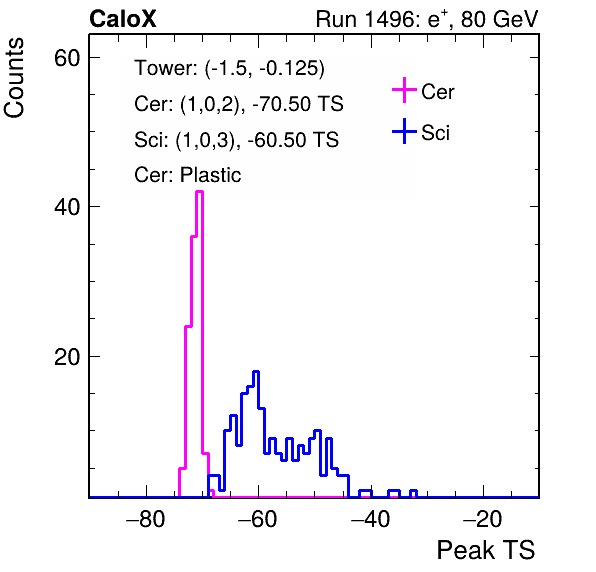 CaloX Run 1496: e⁺, 80 GeV
Counts
60
40
20
Tower: (-1.5, -0.125)
Cer: (1,0,2), -70.50 TS
Sci: (1,0,3), -60.50 TS
Cer: Plastic
Cer
Sci
−80 −60 −40 −20
Peak TS